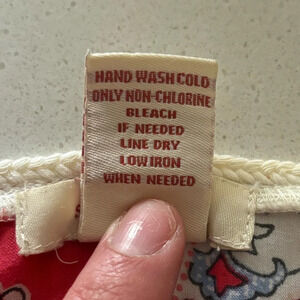 HAND WASH COLD
ONLY NON-CHLORINE
BLEACH
IF NEEDED
LINE DRY
LOW IRON
WHEN NEEDED